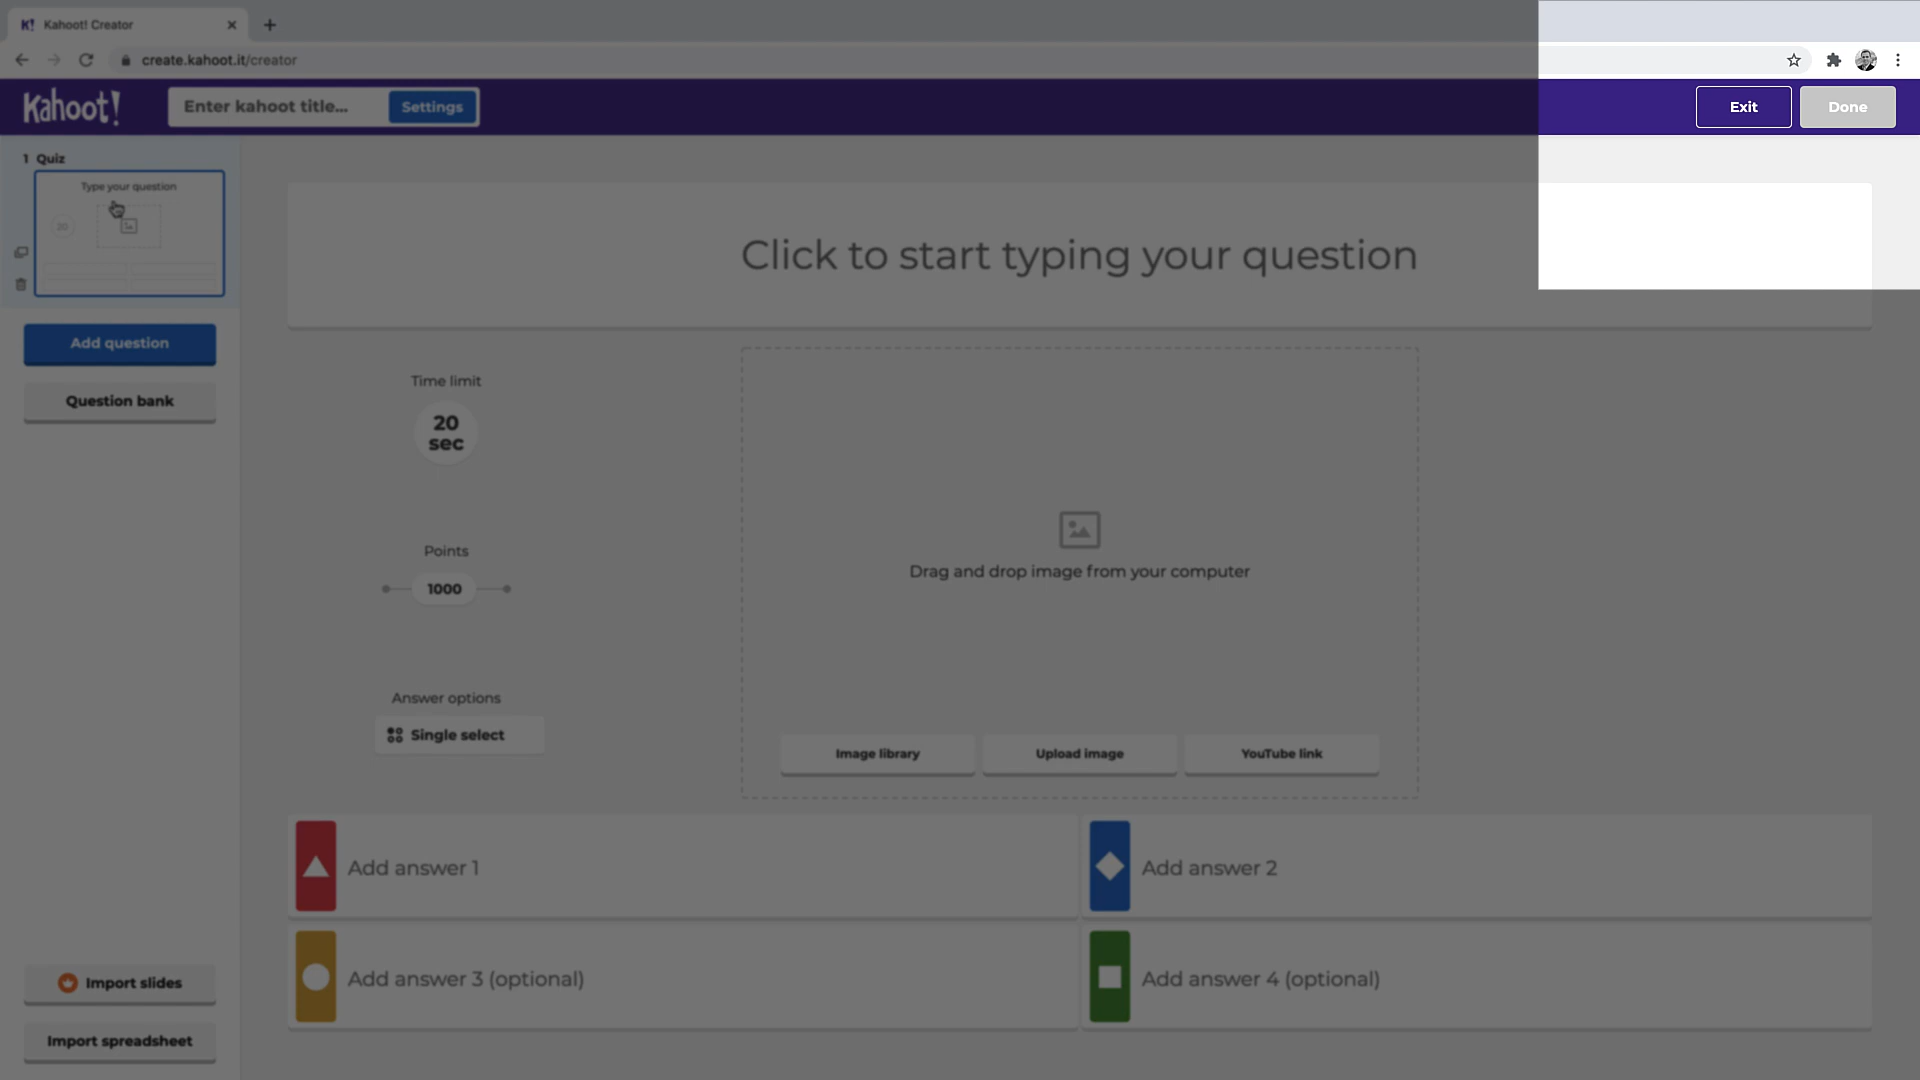 K! Kahoot! Creator
create.kahoot.it/creator
Kahoot!
Enter kahoot title...
Settings
Exit
Done
1 Quiz
Type your question
20
Add question
Question bank
Import slides
Import spreadsheet
Click to start typing your question
Time limit
20
sec
Points
1000
Answer options
Single select
Drag and drop image from your computer
Image library
Upload image
YouTube link
Add answer 1
Add answer 2
Add answer 3 (optional)
Add answer 4 (optional)